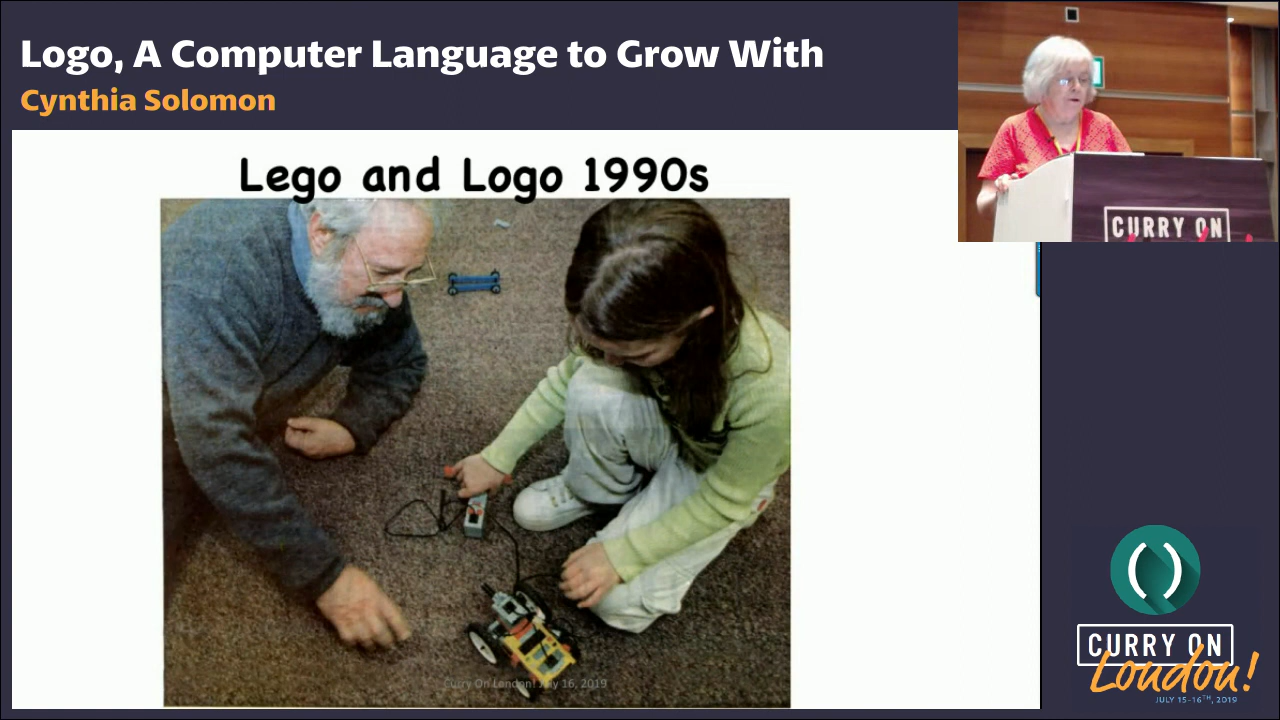 Logo, A Computer Language to Grow With
Cynthia Solomon
Lego and Logo 1990s
Curry On London! July 16, 2019
CURRY ON
CURRY ON
London!
JULY 15-16TH, 2019